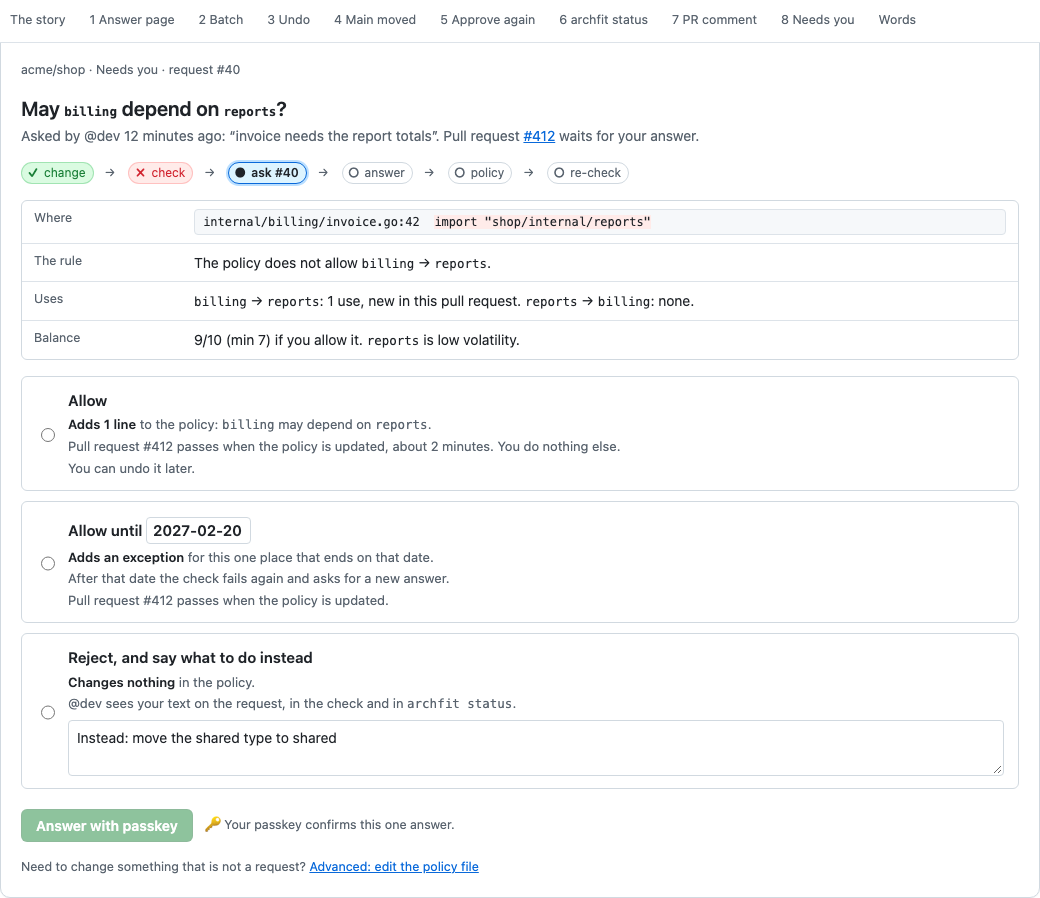 The story 1 Answer page 2 Batch 3 Undo 4 Main moved 5 Approve again 6 archfit status 7 PR comment 8 Needs you Words
acme/shop · Needs you · request #40
May billing depend on reports?
Asked by @dev 12 minutes ago: “invoice needs the report totals”. Pull request #412 waits for your answer.
✓ change → ✕ check → ● ask #40 → ○ answer → ○ policy → ○ re-check
Where internal/billing/invoice.go:42 import "shop/internal/reports"
The rule The policy does not allow billing → reports.
Uses billing → reports: 1 use, new in this pull request. reports → billing: none.
Balance 9/10 (min 7) if you allow it. reports is low volatility.
Allow
Adds 1 line to the policy: billing may depend on reports.
Pull request #412 passes when the policy is updated, about 2 minutes. You do nothing else.
You can undo it later.
Allow until 2027-02-20
Adds an exception for this one place that ends on that date.
After that date the check fails again and asks for a new answer.
Pull request #412 passes when the policy is updated.
Reject, and say what to do instead
Changes nothing in the policy.
@dev sees your text on the request, in the check and in archfit status.
Instead: move the shared type to shared
Answer with passkey 🔑 Your passkey confirms this one answer.
Need to change something that is not a request? Advanced: edit the policy file